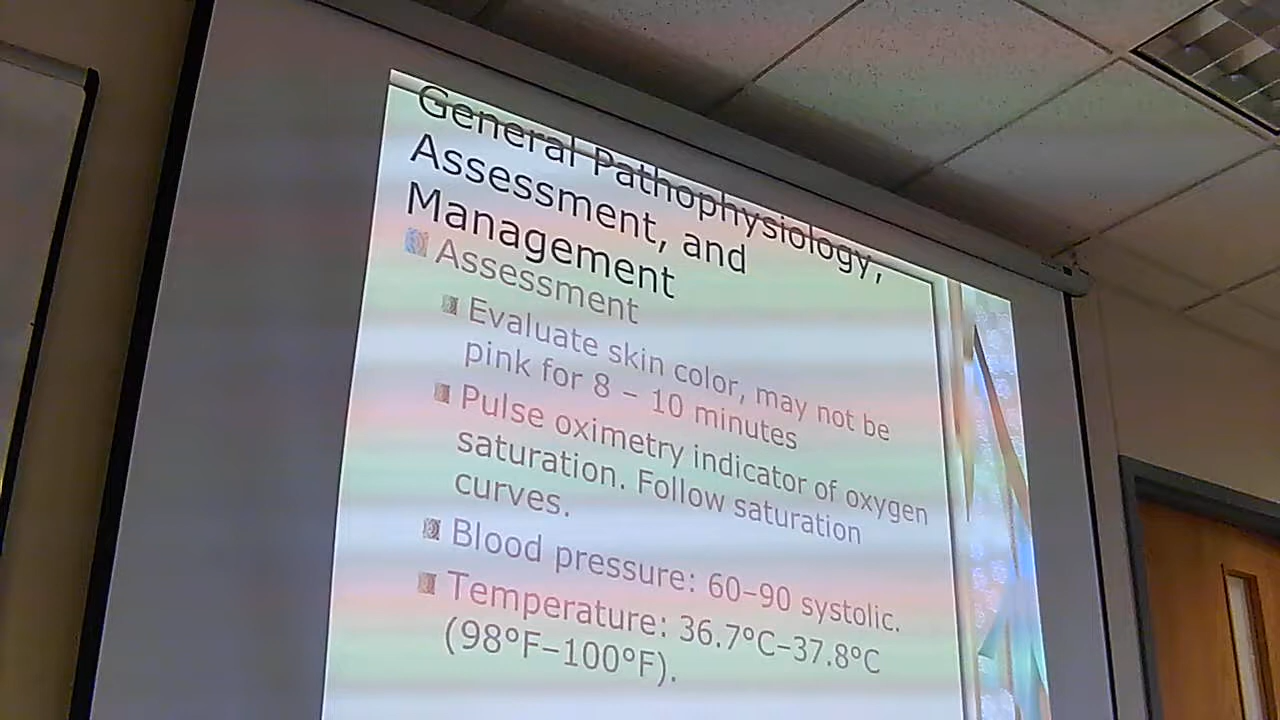 General Pathophysiology,
Assessment, and
Management
Assessment
Evaluate skin color, may not be
pink for 8 – 10 minutes
Pulse oximetry indicator of oxygen
saturation. Follow saturation
curves.
Blood pressure: 60–90 systolic.
Temperature: 36.7°C–37.8°C
(98°F–100°F).